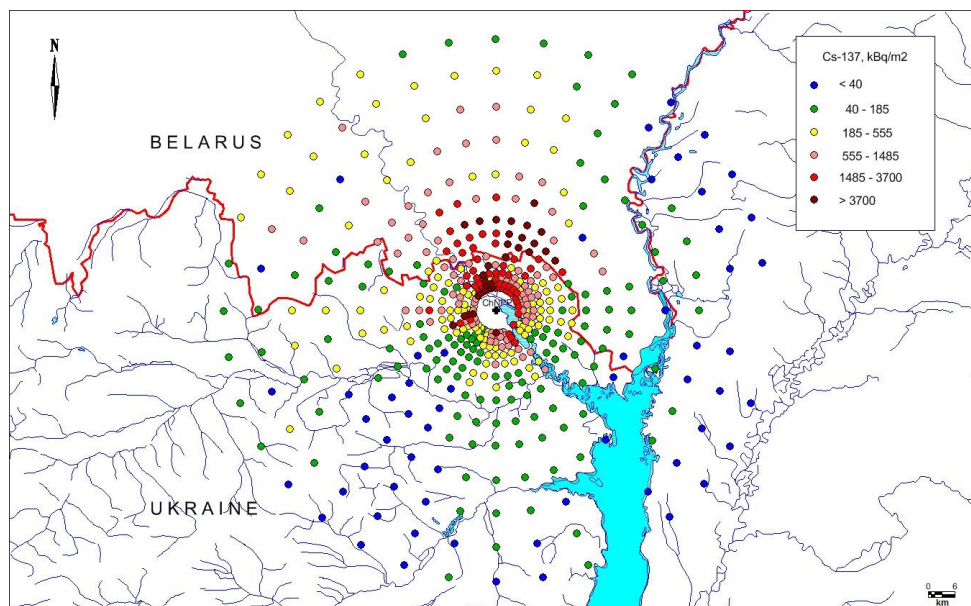 N
Cs-137, kBq/m2
< 40
40 - 185
185 - 555
555 - 1485
1485 - 3700
> 3700
BELARUS
ChNPP
UKRAINE
0 6
km